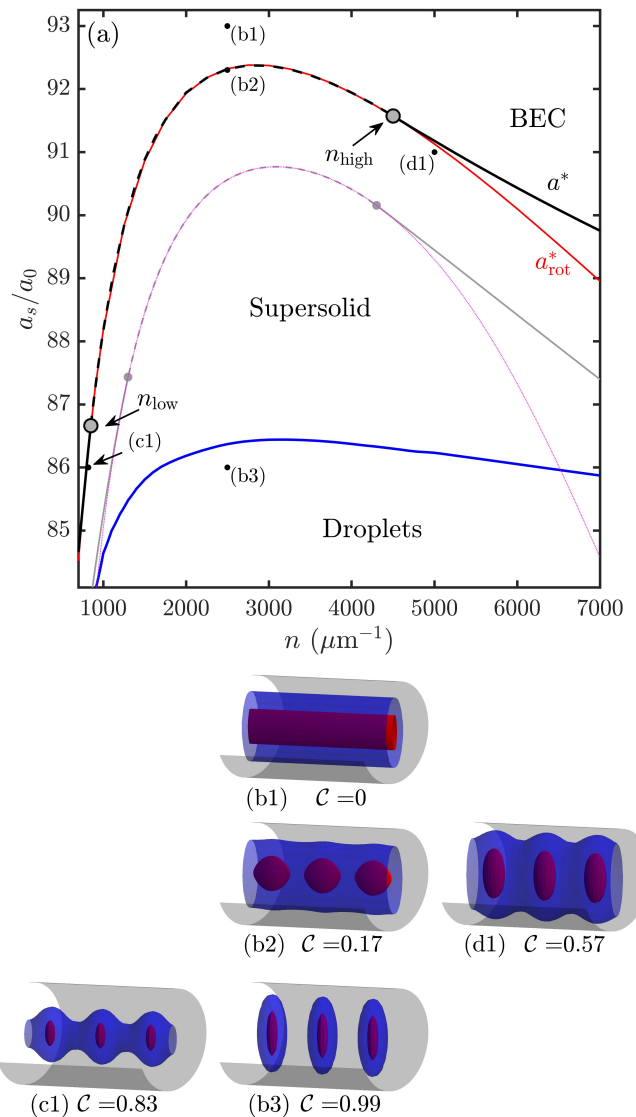 (a)
93
92
91
90
89
88
87
86
85
a_s/a_0
(b1)
(b2)
BEC
n_high
(d1)
a*
a*_rot
Supersolid
n_low
(c1)
(b3)
Droplets
1000 2000 3000 4000 5000 6000 7000
n (μm⁻¹)
(b1) 𝒞 =0
(b2) 𝒞 =0.17 (d1) 𝒞 =0.57
(c1) 𝒞 =0.83 (b3) 𝒞 =0.99